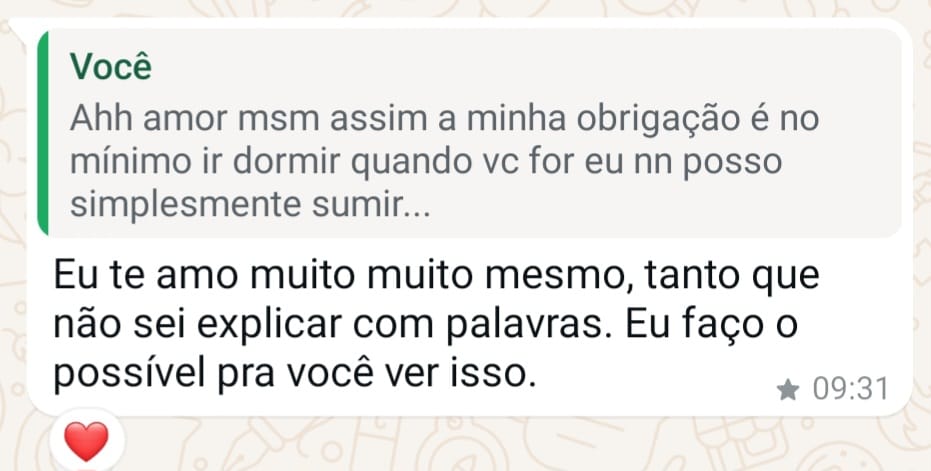 Você
Ahh amor msm assim a minha obrigação é no
mínimo ir dormir quando vc for eu nn posso
simplesmente sumir...
Eu te amo muito muito mesmo, tanto que
não sei explicar com palavras. Eu faço o
possível pra você ver isso.
09:31